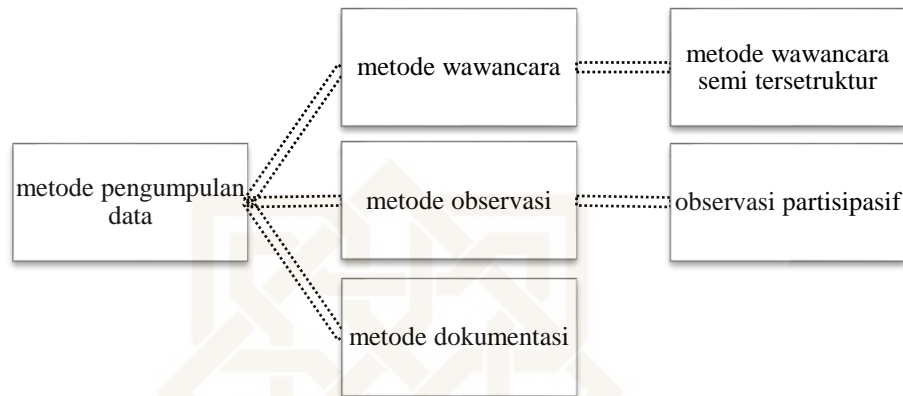 metode pengumpulan
data
metode wawancara
metode wawancara
semi tersetruktur
metode observasi
observasi partisipasif
metode dokumentasi